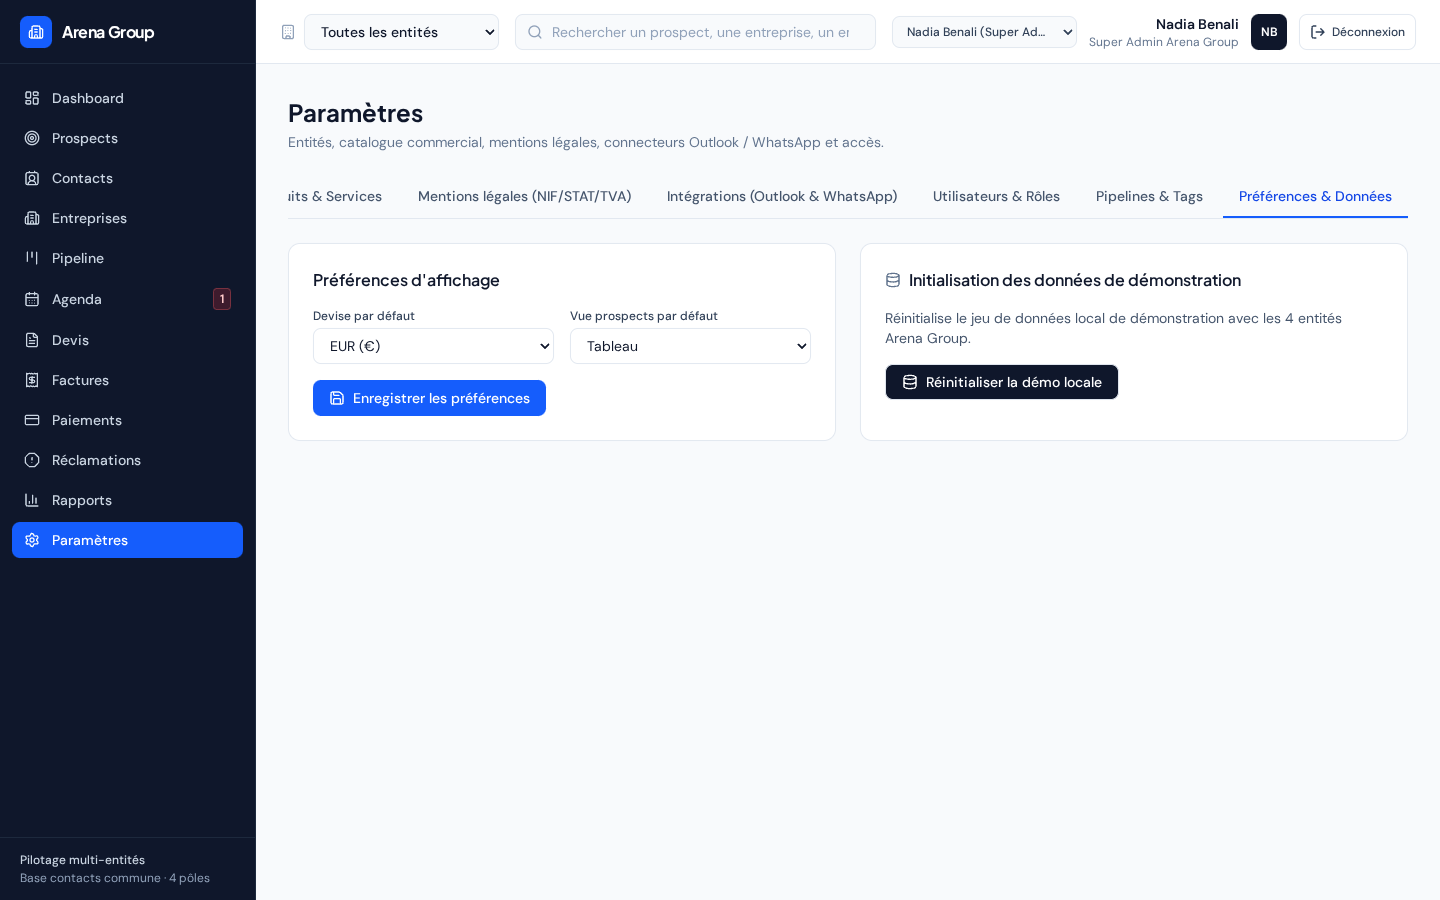 Arena Group
Toutes les entités
Rechercher un prospect, une entreprise, un er
Nadia Benali (Super Ad...
Nadia Benali
Super Admin Arena Group
NB
Déconnexion
Dashboard
Prospects
Contacts
Entreprises
Pipeline
Agenda
1
Devis
Factures
Paiements
Réclamations
Rapports
Paramètres
Pilotage multi-entités
Base contacts commune · 4 pôles
Paramètres
Entités, catalogue commercial, mentions légales, connecteurs Outlook / WhatsApp et accès.
uits & Services
Mentions légales (NIF/STAT/TVA)
Intégrations (Outlook & WhatsApp)
Utilisateurs & Rôles
Pipelines & Tags
Préférences & Données
Préférences d'affichage
Devise par défaut
Vue prospects par défaut
EUR (€)
Tableau
Enregistrer les préférences
Initialisation des données de démonstration
Réinitialise le jeu de données local de démonstration avec les 4 entités
Arena Group.
Réinitialiser la démo locale